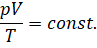 pV/T = const.